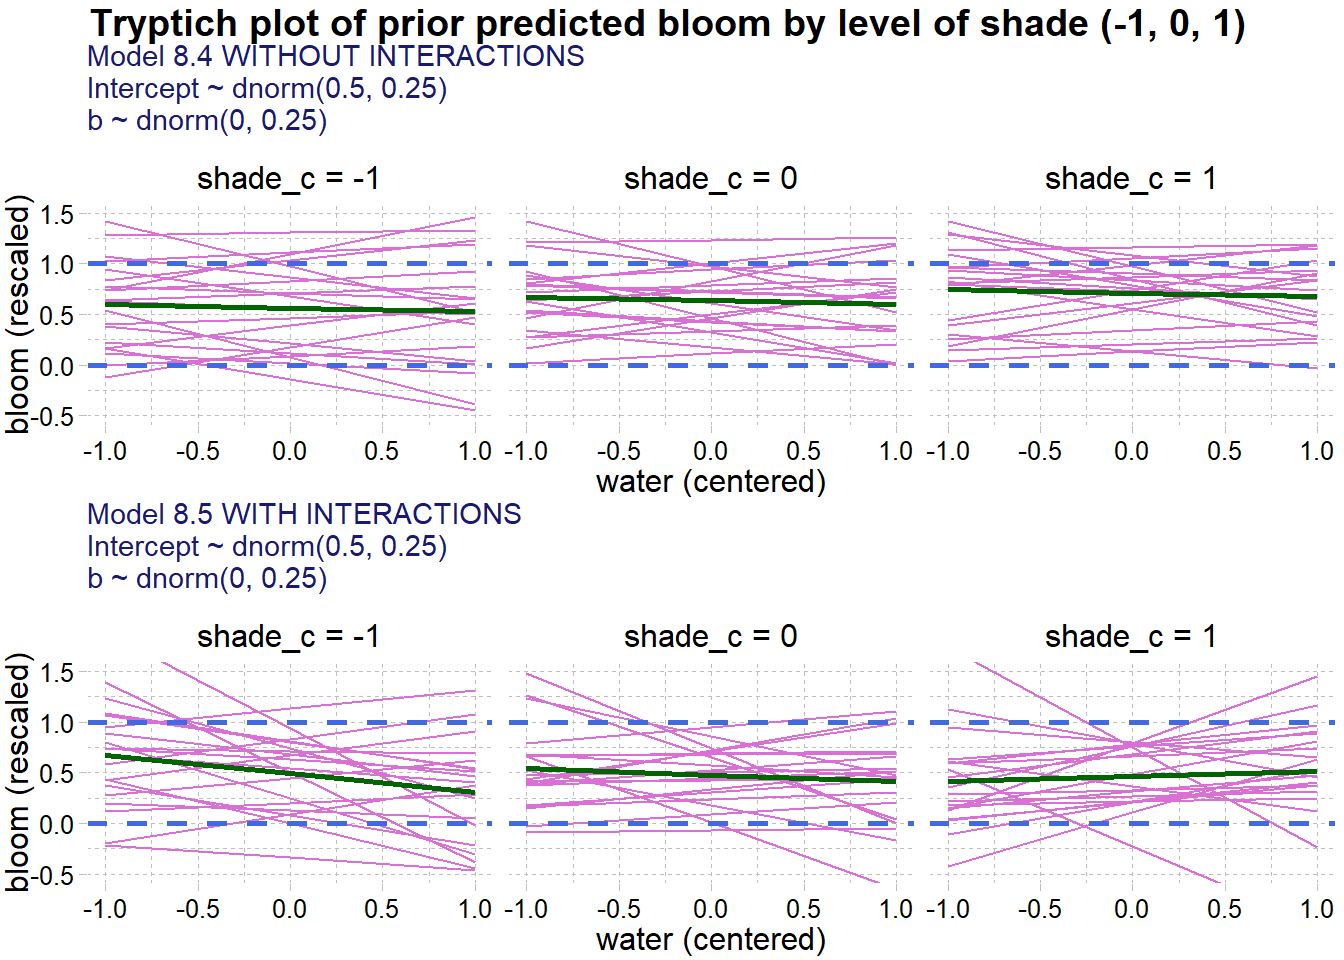 Tryptich plot of prior predicted bloom by level of shade (-1, 0, 1)
Model 8.4 WITHOUT INTERACTIONS
Intercept ~ dnorm(0.5, 0.25)
b ~ dnorm(0, 0.25)
shade_c = -1 shade_c = 0 shade_c = 1
bloom (rescaled)
1.5
1.0
0.5
0.0
-0.5
-1.0 -0.5 0.0 0.5 1.0 -1.0 -0.5 0.0 0.5 1.0 -1.0 -0.5 0.0 0.5 1.0
water (centered)
Model 8.5 WITH INTERACTIONS
Intercept ~ dnorm(0.5, 0.25)
b ~ dnorm(0, 0.25)
shade_c = -1 shade_c = 0 shade_c = 1
bloom (rescaled)
1.5
1.0
0.5
0.0
-0.5
-1.0 -0.5 0.0 0.5 1.0 -1.0 -0.5 0.0 0.5 1.0 -1.0 -0.5 0.0 0.5 1.0
water (centered)